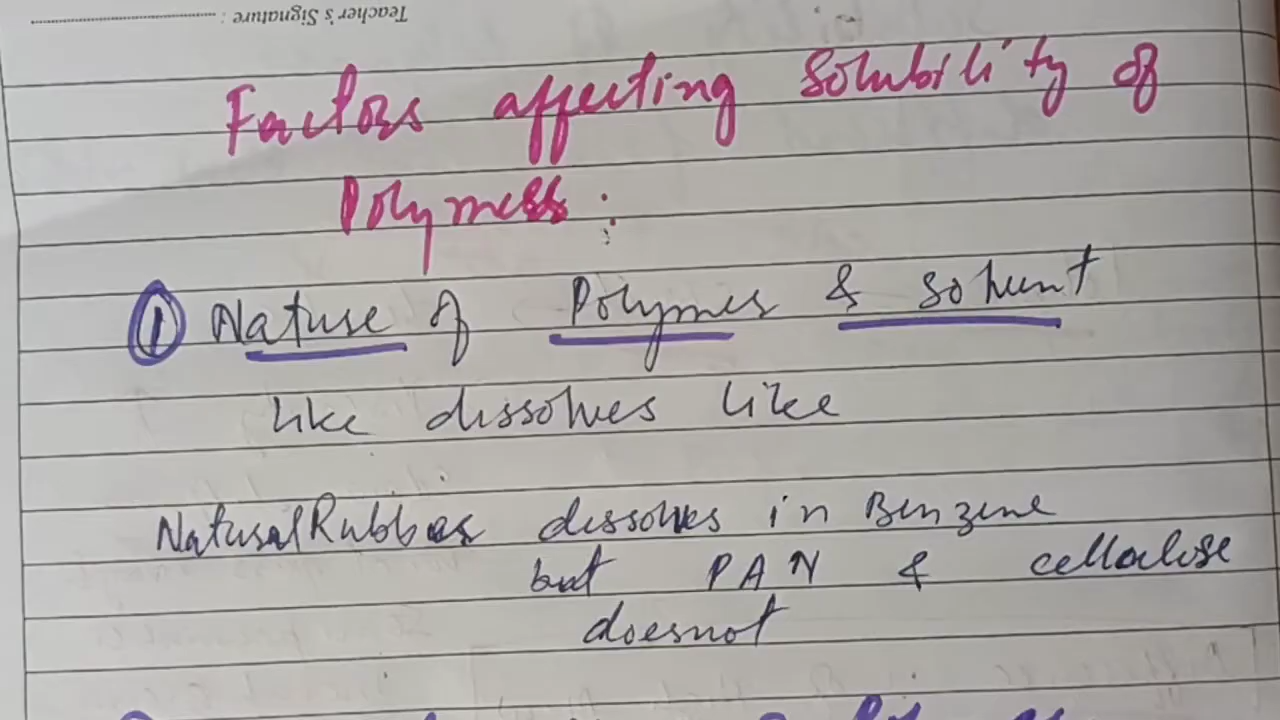 Teacher's Signature : ..............................
Factors affecting Solubility of
Polymers :
① Nature of Polymer & solvent
like dissolves like
Natural Rubber dissolves in Benzene
but PAN & cellulose
doesnot